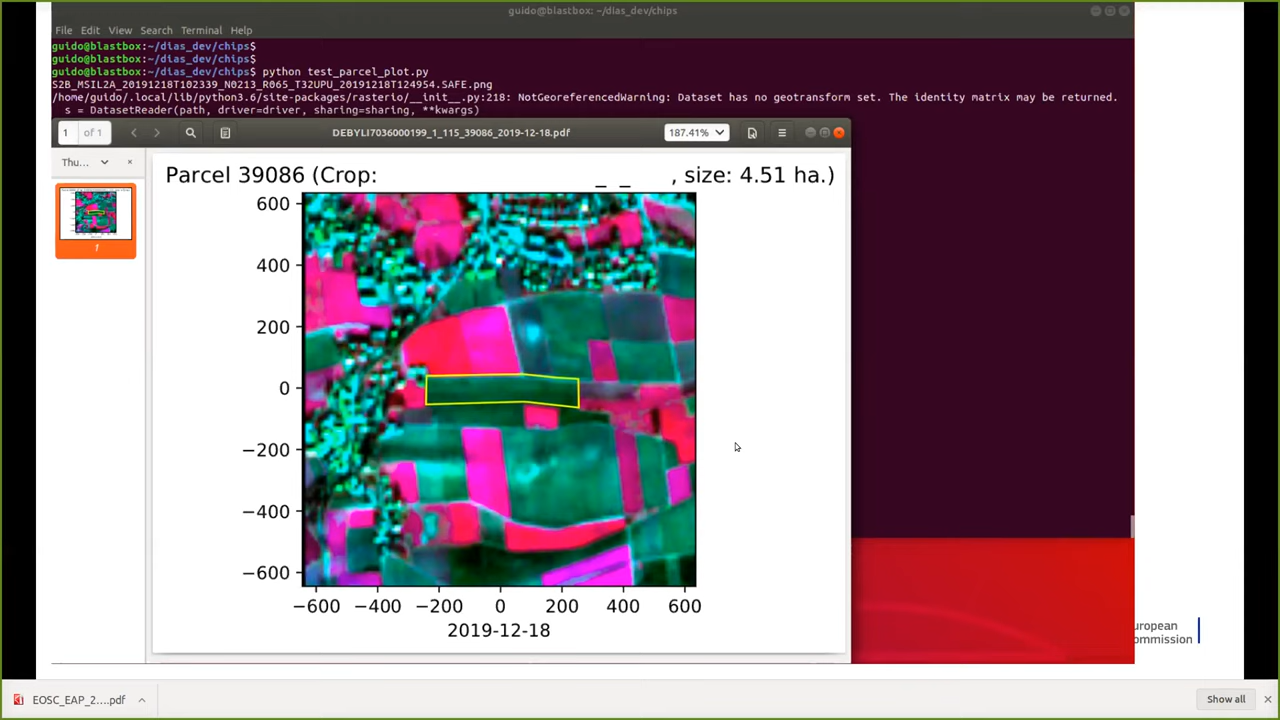 guido@blastbox: ~/dias_dev/chips
File Edit View Search Terminal Help
guido@blastbox:~/dias_dev/chips$
guido@blastbox:~/dias_dev/chips$
guido@blastbox:~/dias_dev/chips$ python test_parcel_plot.py
S2B_MSIL2A_20191218T102339_N0213_R065_T32UPU_20191218T124954.SAFE.png
/home/guido/.local/lib/python3.6/site-packages/rasterio/__init__.py:218: NotGeoreferencedWarning: Dataset has no geotransform set. The identity matrix may be returned.
s = DatasetReader(path, driver=driver, sharing=sharing, **kwargs)
1 of 1 DEBYLI7036000199_1_115_39086_2019-12-18.pdf 187.41%
Thu...
1
Parcel 39086 (Crop: _ _ , size: 4.51 ha.)
600
400
200
0
−200
−400
−600
−600 −400 −200 0 200 400 600
2019-12-18
uropean
ommission
EOSC_EAP_2....pdf Show all